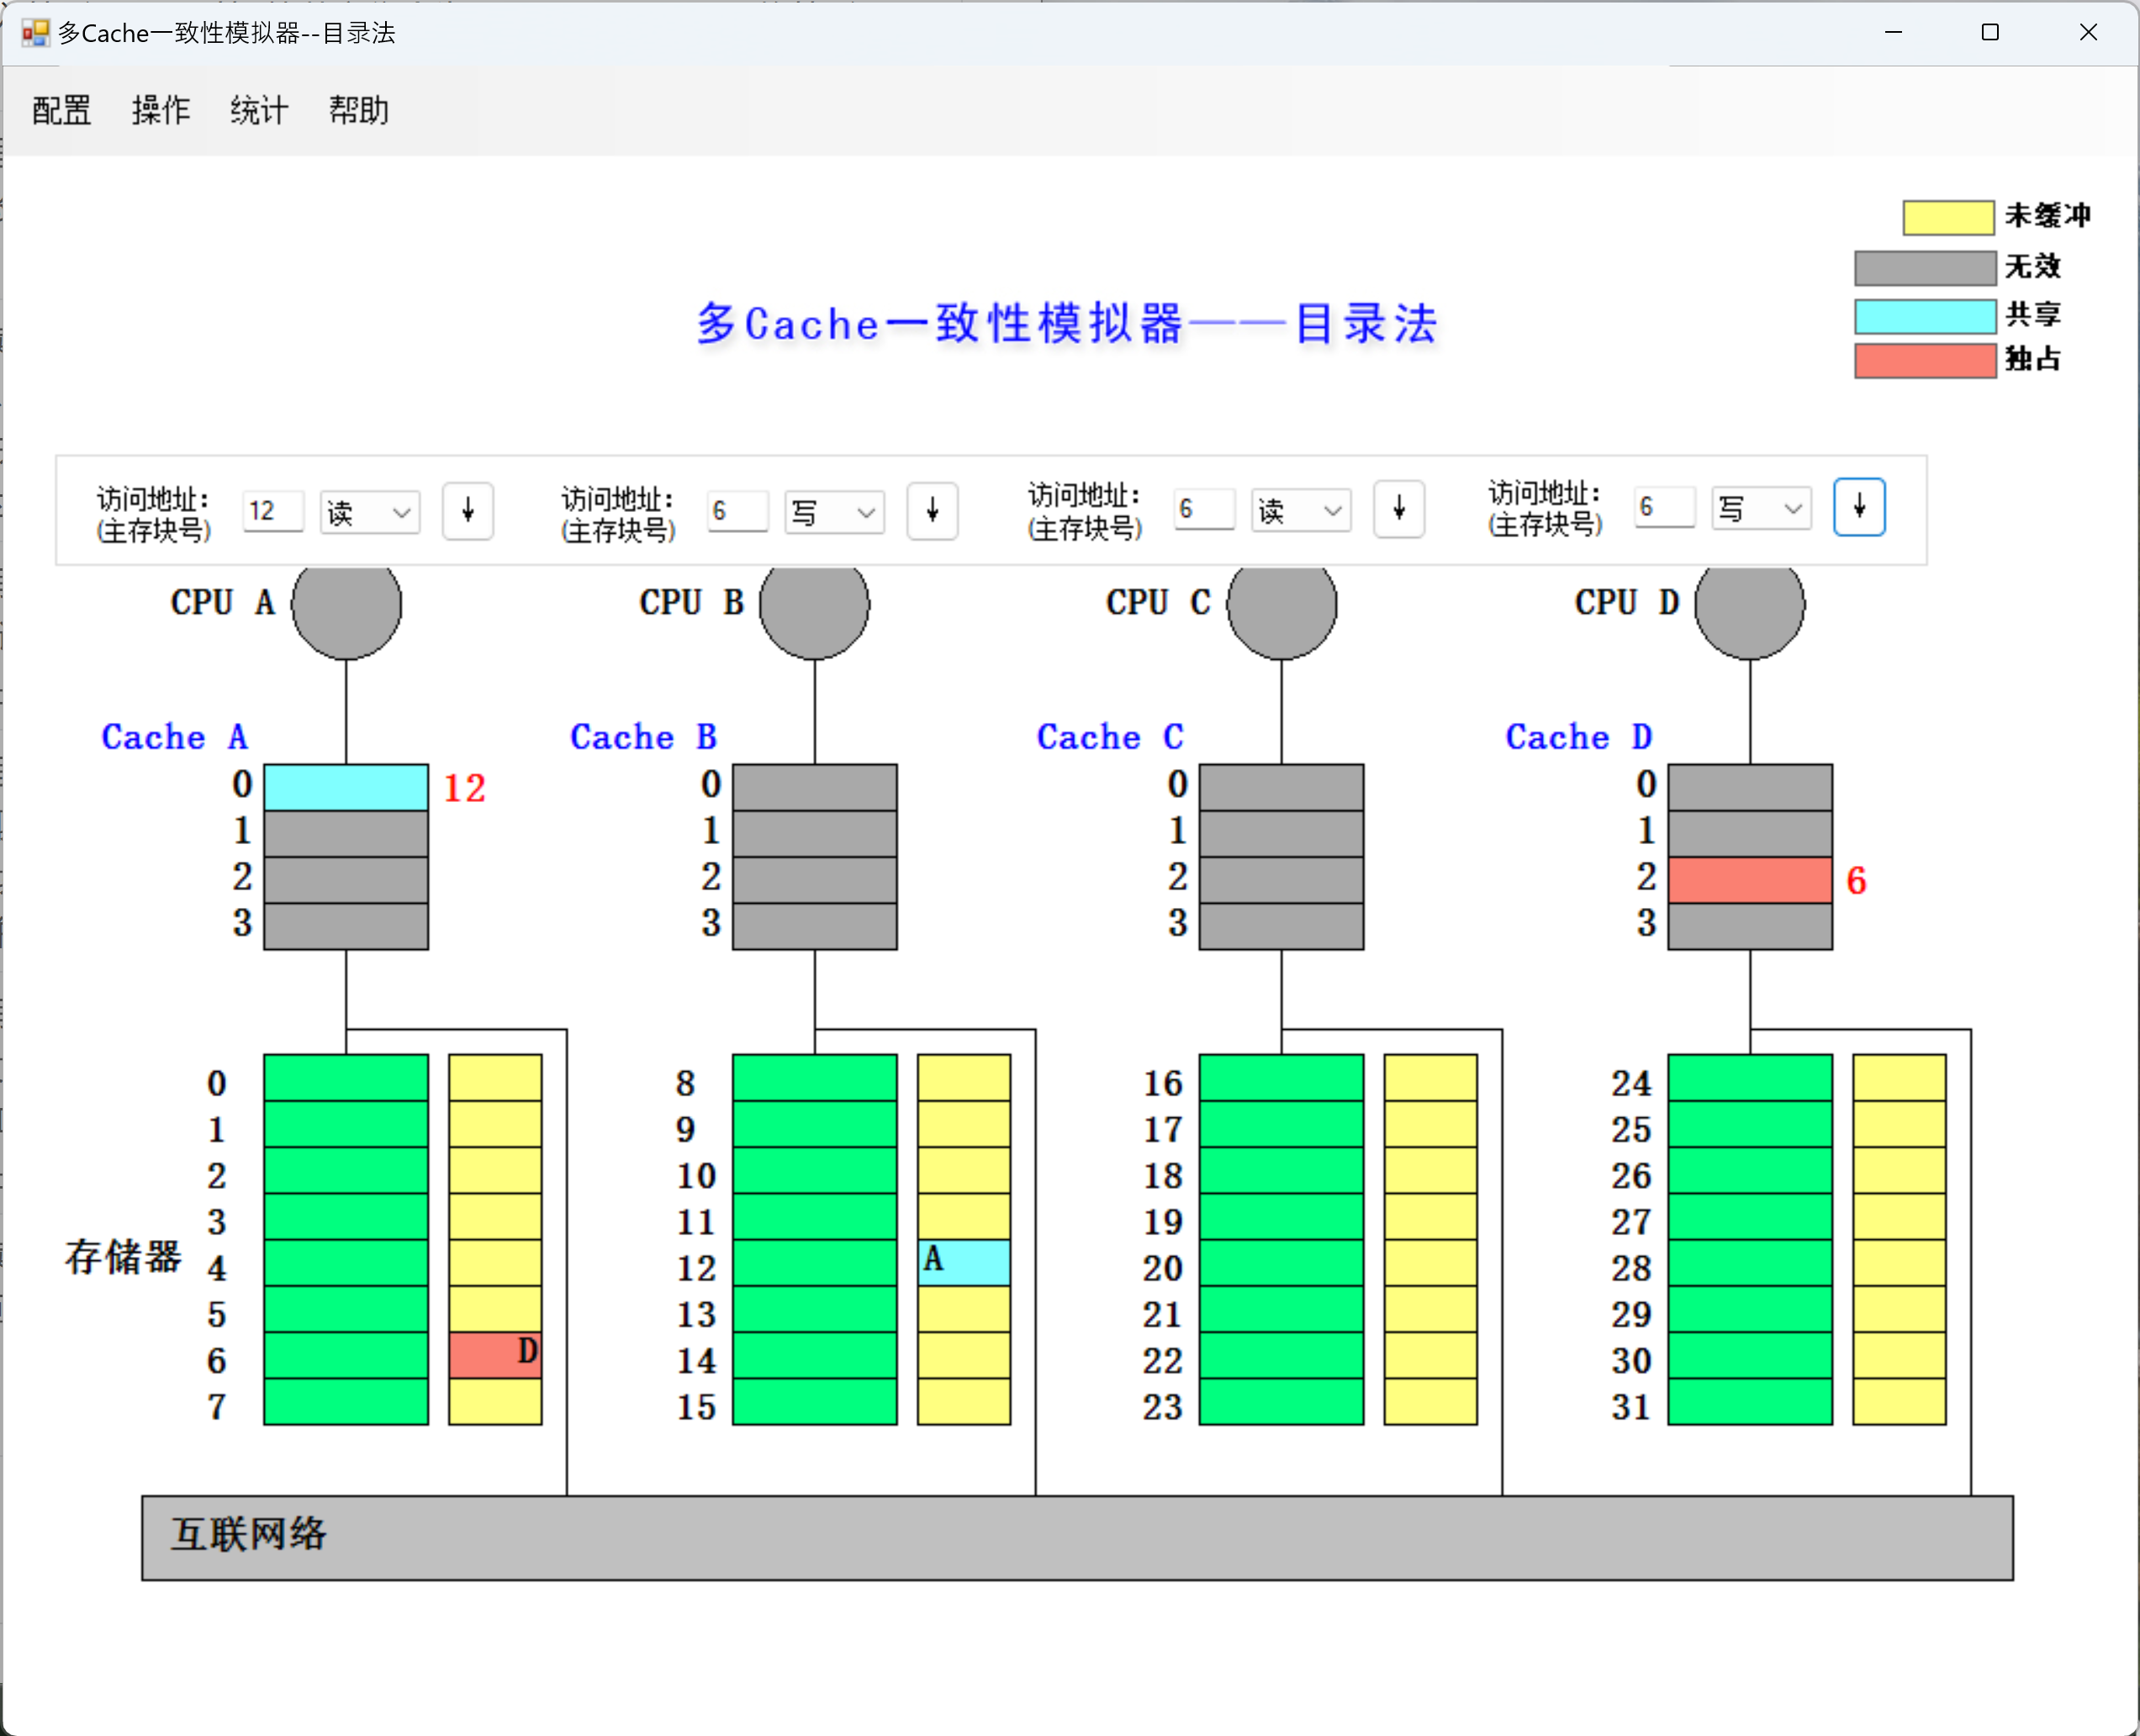 多Cache一致性模拟器--目录法
配置 操作 统计 帮助
未缓冲
无效
共享
独占
多Cache一致性模拟器——目录法
访问地址: (主存块号) 12 读 ↓
访问地址: (主存块号) 6 写 ↓
访问地址: (主存块号) 6 读 ↓
访问地址: (主存块号) 6 写 ↓
CPU A CPU B CPU C CPU D
Cache A Cache B Cache C Cache D
0 12 0 0 0
1 1 1 1
2 2 2 2 6
3 3 3 3
0 8 16 24
1 9 17 25
2 10 18 26
3 11 19 27
存储器 4 12 A 20 28
5 13 21 29
6 D 14 22 30
7 15 23 31
互联网络